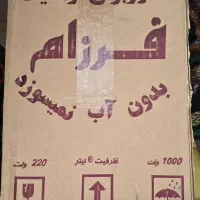 فرزام
بدون آب نمیسوزد
1000 وات
ظرفیت 6 لیتر
220 ولت